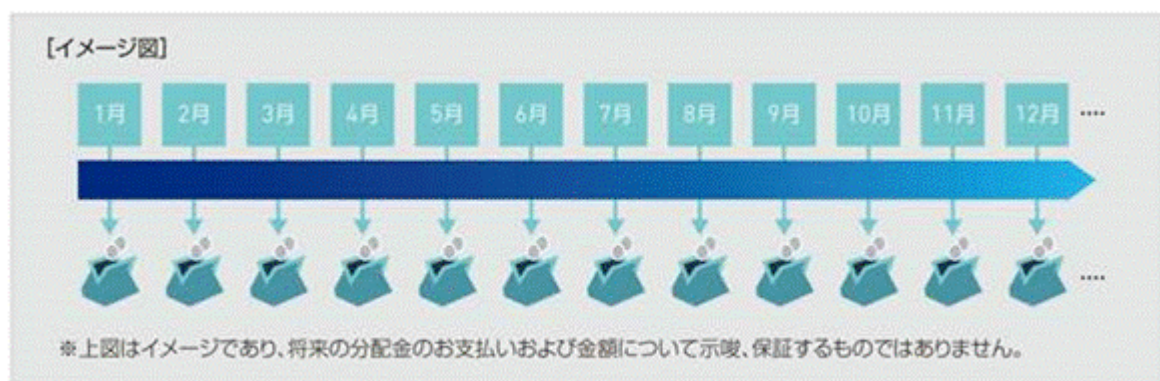 [イメージ図]
1月 2月 3月 4月 5月 6月 7月 8月 9月 10月 11月 12月 ････
････
※上図はイメージであり、将来の分配金のお支払いおよび金額について示唆、保証するものではありません。